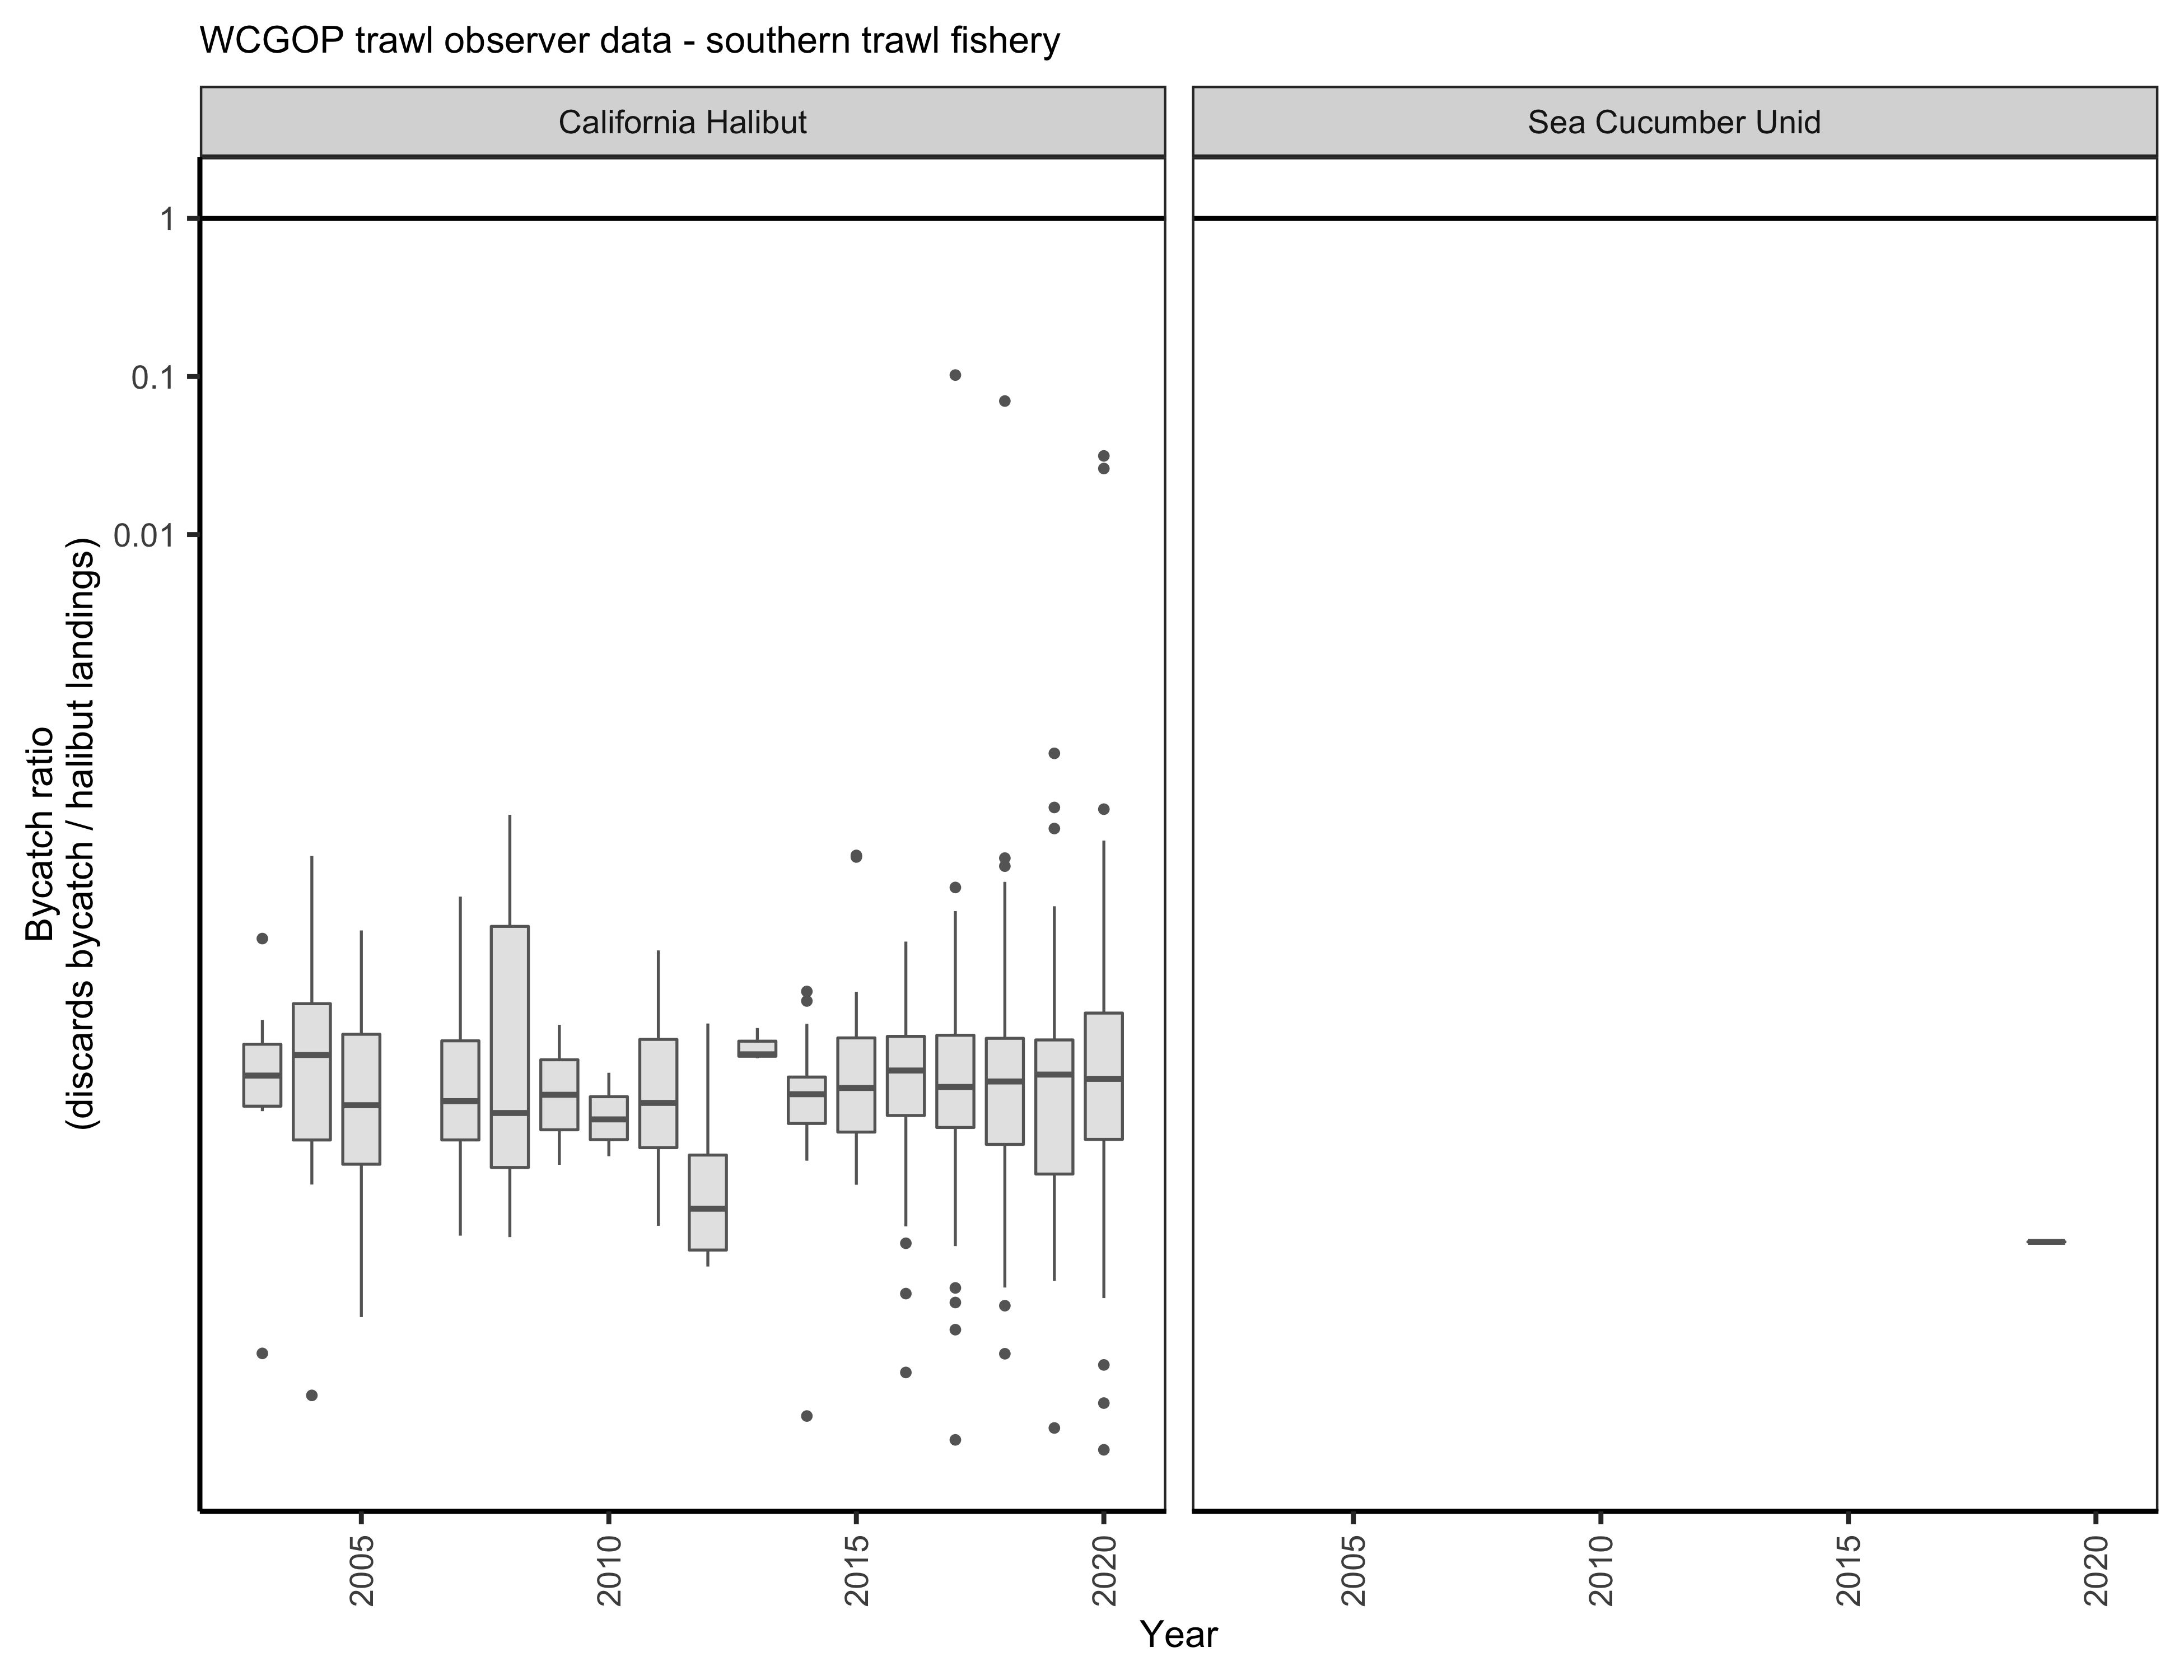 WCGOP trawl observer data - southern trawl fishery
California Halibut
Sea Cucumber Unid
1
0.1
0.01
Bycatch ratio
(discards bycatch / halibut landings)
2005
2010
2015
2020
2005
2010
2015
2020
Year